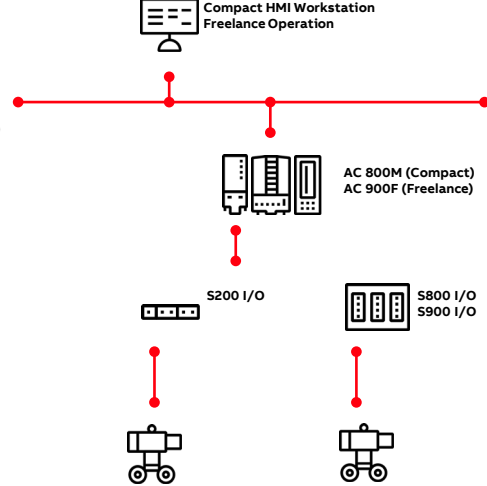 Compact HMI Workstation
Freelance Operation
AC 800M (Compact)
AC 900F (Freelance)
S200 I/O
S800 I/O
S900 I/O